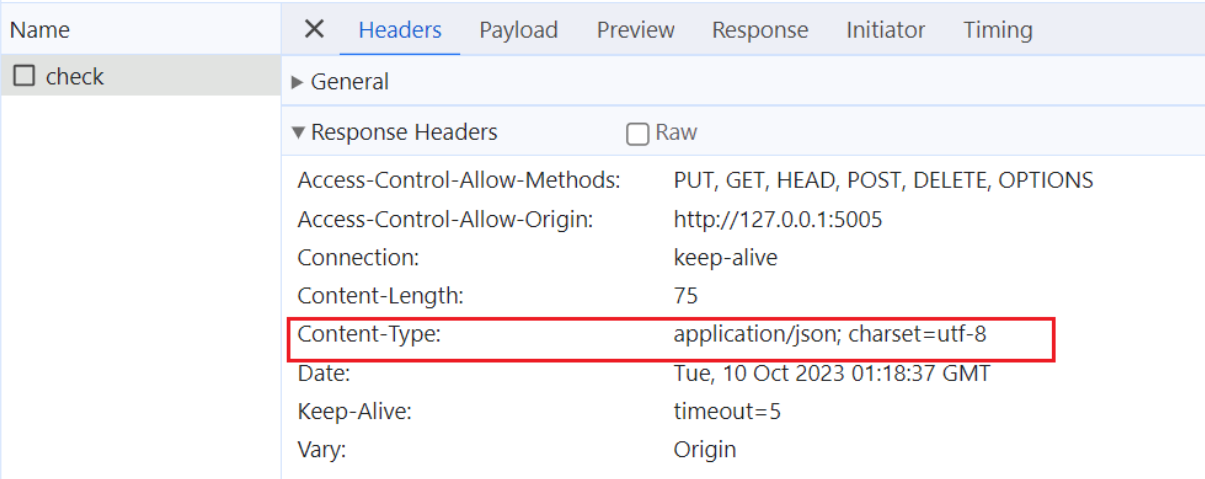 Name
Headers Payload Preview Response Initiator Timing
check
General
Response Headers Raw
Access-Control-Allow-Methods: PUT, GET, HEAD, POST, DELETE, OPTIONS
Access-Control-Allow-Origin: http://127.0.0.1:5005
Connection: keep-alive
Content-Length: 75
Content-Type: application/json; charset=utf-8
Date: Tue, 10 Oct 2023 01:18:37 GMT
Keep-Alive: timeout=5
Vary: Origin